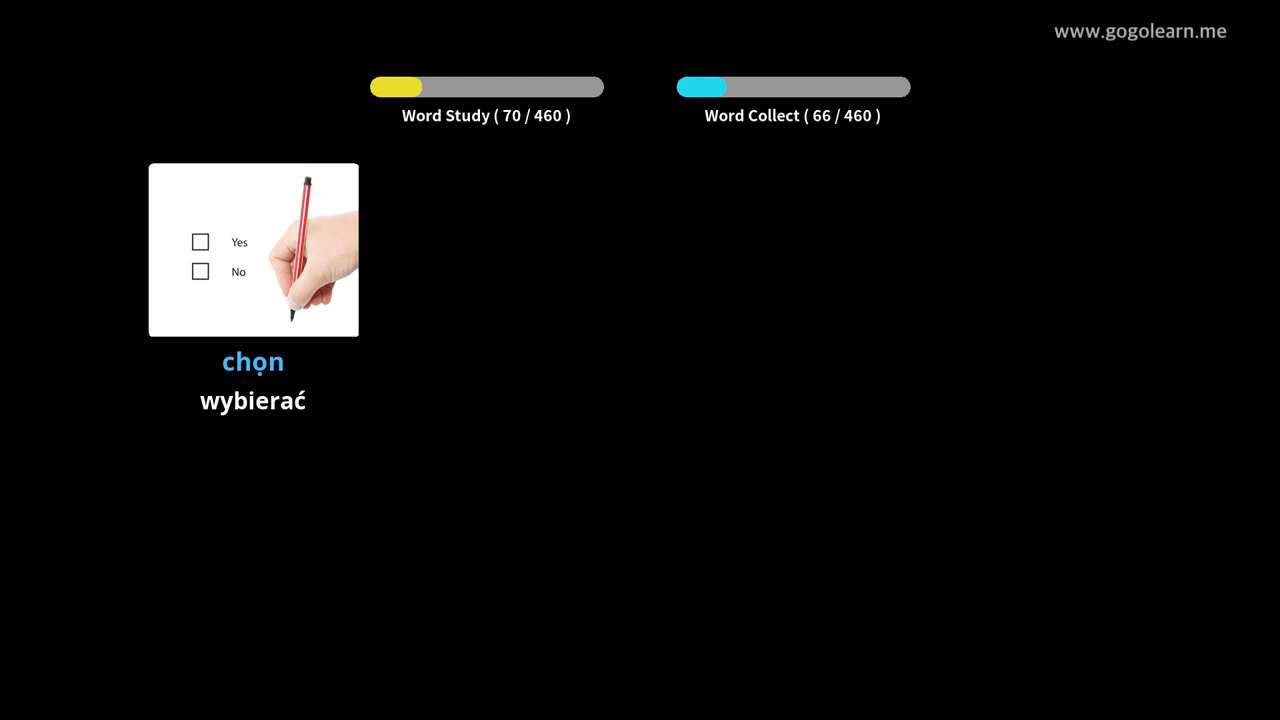 www.gogolearn.me
Word Study ( 70 / 460 )
Word Collect ( 66 / 460 )
Yes
No
chọn
wybierać